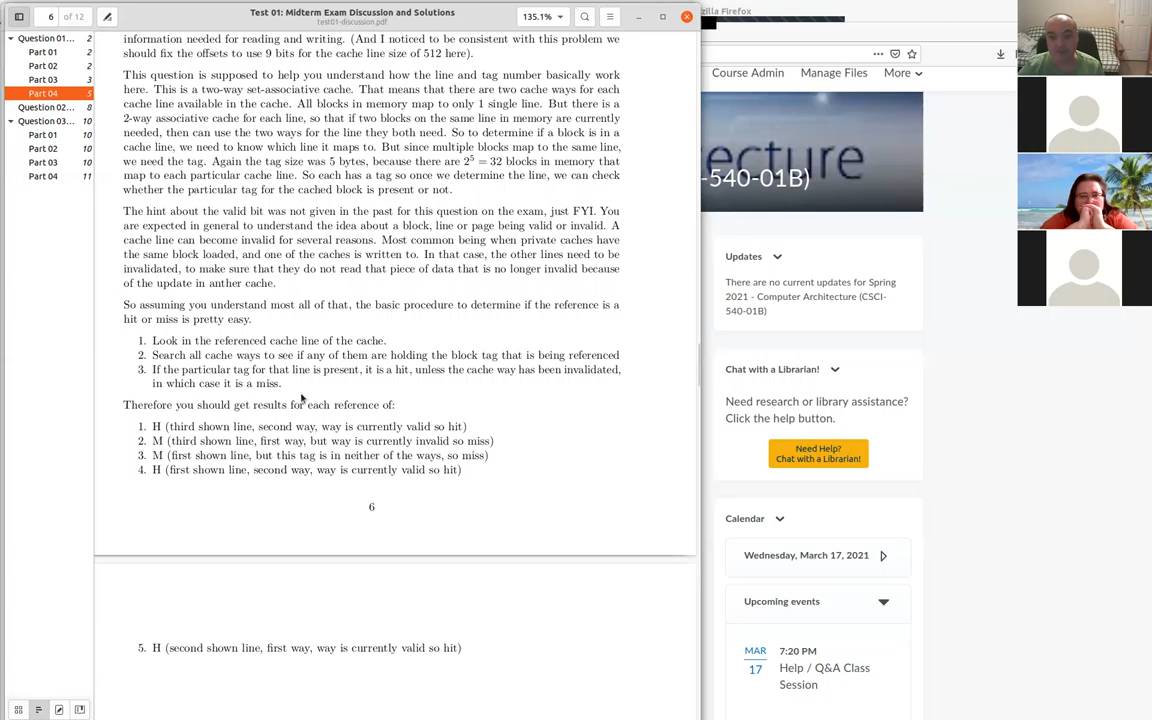 6
of 12
Test 01: Midterm Exam Discussion and Solutions
test01-discussion.pdf
135.1%
zilla Firefox
Question 01... 2
Part 01 2
Part 02 2
Part 03 3
Part 04 5
Question 02... 8
Question 03... 10
Part 01 10
Part 02 10
Part 03 10
Part 04 11
information needed for reading and writing. (And I noticed to be consistent with this problem we
should fix the offsets to use 9 bits for the cache line size of 512 here).
This question is supposed to help you understand how the line and tag number basically work
here. This is a two-way set-associative cache. That means that there are two cache ways for each
cache line available in the cache. All blocks in memory map to only 1 single line. But there is a
2-way associative cache for each line, so that if two blocks on the same line in memory are currently
needed, then can use the two ways for the line they both need. So to determine if a block is in a
cache line, we need to know which line it maps to. But since multiple blocks map to the same line,
we need the tag. Again the tag size was 5 bytes, because there are 2^5 = 32 blocks in memory that
map to each particular cache line. So each has a tag so once we determine the line, we can check
whether the particular tag for the cached block is present or not.
The hint about the valid bit was not given in the past for this question on the exam, just FYI. You
are expected in general to understand the idea about a block, line or page being valid or invalid. A
cache line can become invalid for several reasons. Most common being when private caches have
the same block loaded, and one of the caches is written to. In that case, the other lines need to be
invalidated, to make sure that they do not read that piece of data that is no longer invalid because
of the update in anther cache.
So assuming you understand most all of that, the basic procedure to determine if the reference is a
hit or miss is pretty easy.
1. Look in the referenced cache line of the cache.
2. Search all cache ways to see if any of them are holding the block tag that is being referenced
3. If the particular tag for that line is present, it is a hit, unless the cache way has been invalidated,
in which case it is a miss.
Therefore you should get results for each reference of:
1. H (third shown line, second way, way is currently valid so hit)
2. M (third shown line, first way, but way is currently invalid so miss)
3. M (first shown line, but this tag is in neither of the ways, so miss)
4. H (first shown line, second way, way is currently valid so hit)
6
5. H (second shown line, first way, way is currently valid so hit)
Course Admin Manage Files More
ecture
-540-01B)
Updates
There are no current updates for Spring
2021 - Computer Architecture (CSCI-
540-01B)
Chat with a Librarian!
Need research or library assistance?
Click the help button.
Need Help?
Chat with a Librarian!
Calendar
Wednesday, March 17, 2021
Upcoming events
MAR
17
7:20 PM
Help / Q&A Class
Session